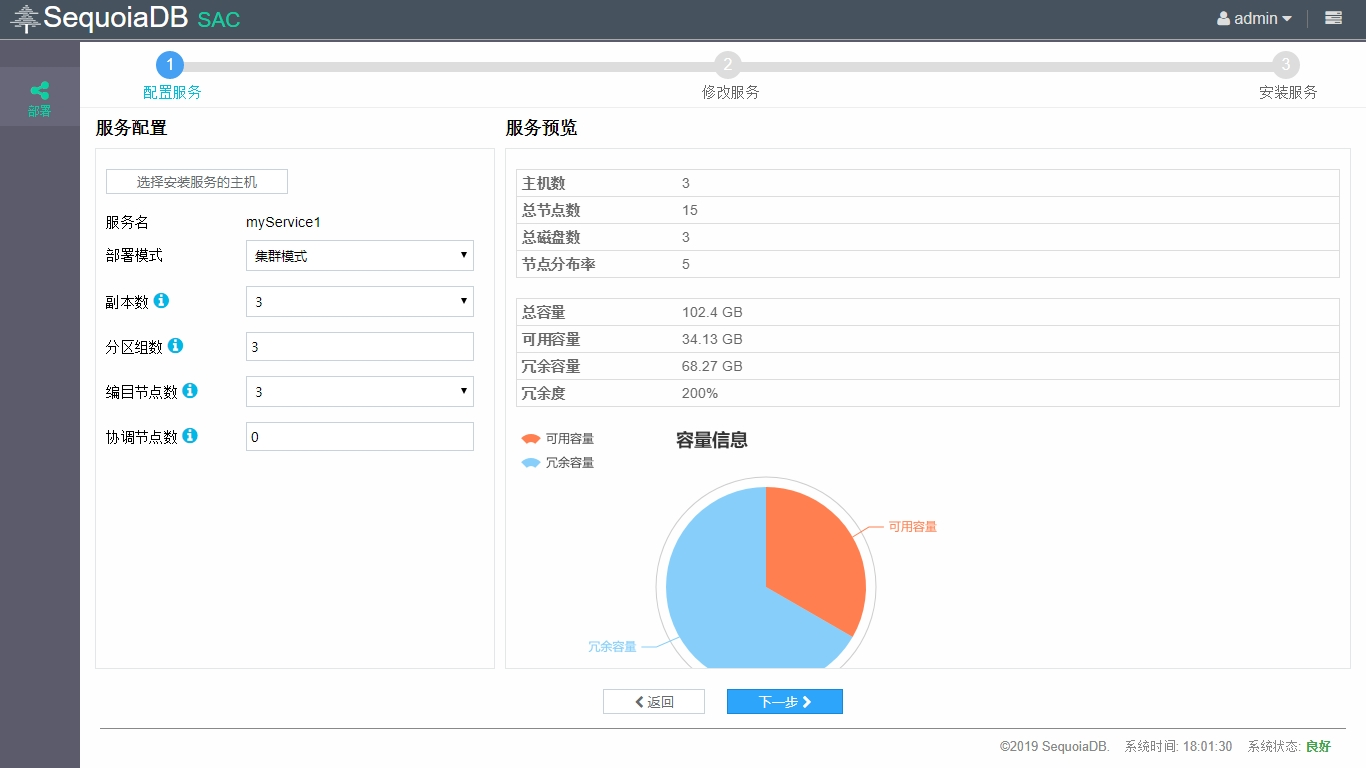 SequoiaDB SAC
admin
部署
1
2
3
配置服务
修改服务
安装服务
服务配置
选择安装服务的主机
服务名 myService1
部署模式 集群模式
副本数 3
分区组数 3
编目节点数 3
协调节点数 0
服务预览
主机数 3
总节点数 15
总磁盘数 3
节点分布率 5
总容量 102.4 GB
可用容量 34.13 GB
冗余容量 68.27 GB
冗余度 200%
可用容量
冗余容量
容量信息
可用容量
冗余容量
返回
下一步
©2019 SequoiaDB. 系统时间: 18:01:30 系统状态: 良好